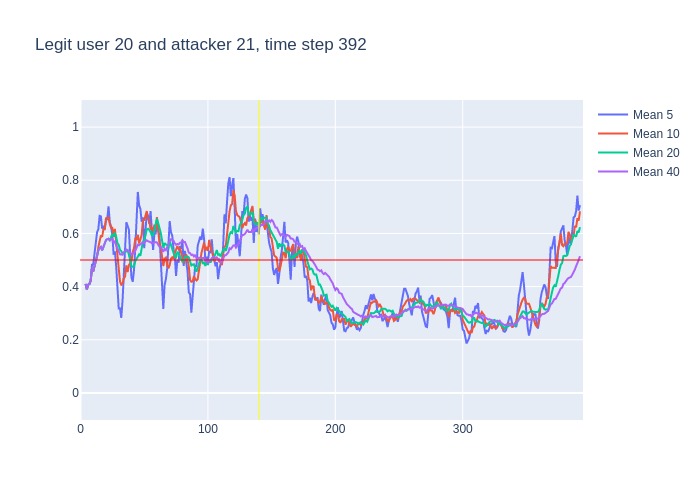 Legit user 20 and attacker 21, time step 392
Mean 5
Mean 10
Mean 20
Mean 40
1
0.8
0.6
0.4
0.2
0
0 100 200 300